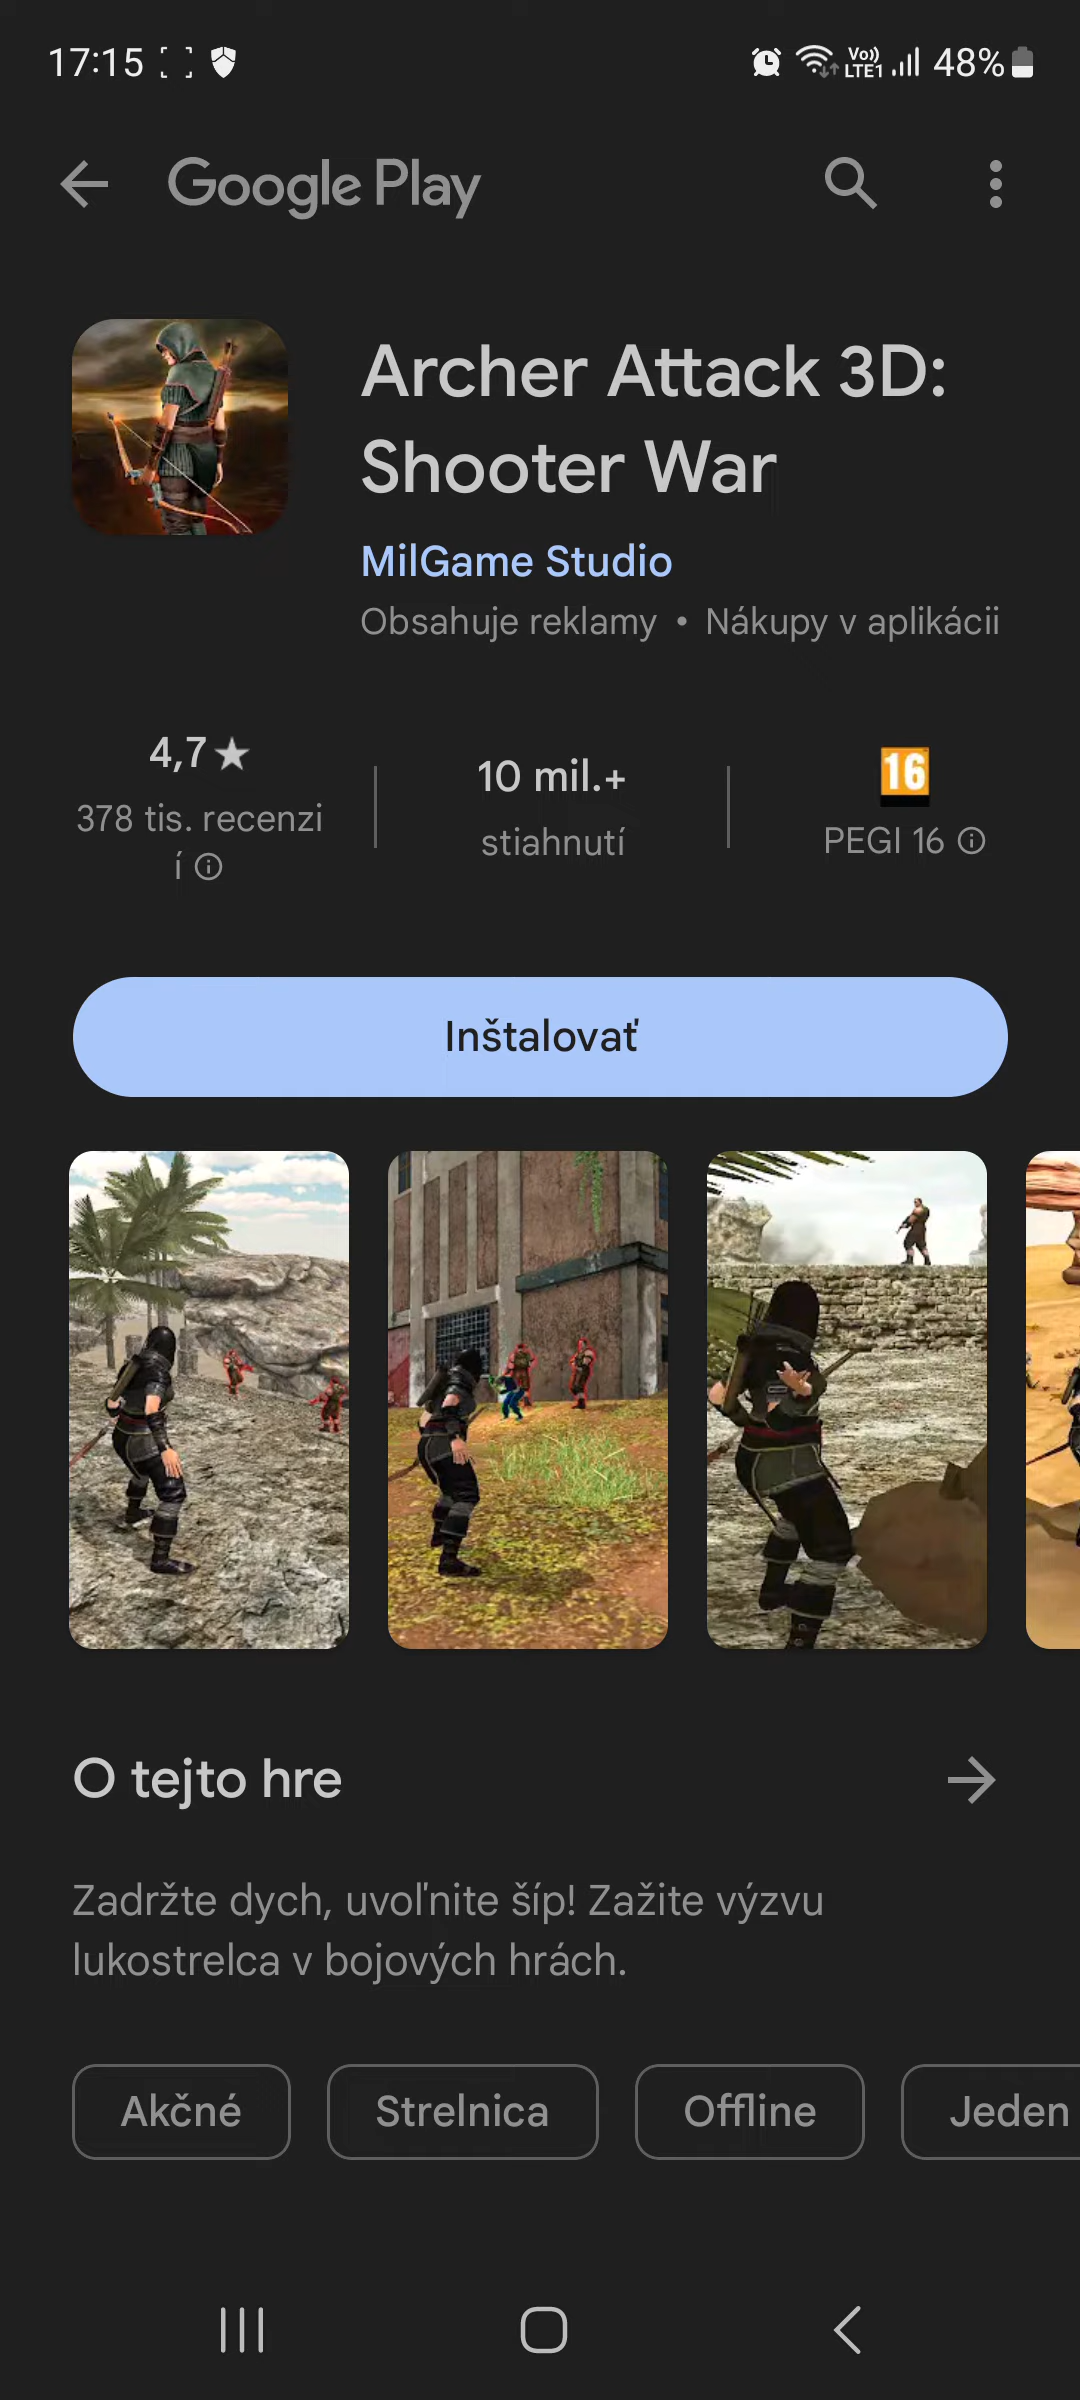 17:15
Vo))
LTE1
48%
Google Play
Archer Attack 3D:
Shooter War
MilGame Studio
Obsahuje reklamy • Nákupy v aplikácii
4,7★
378 tis. recenzi
í
10 mil.+
stiahnutí
16
PEGI 16
Inštalovať
O tejto hre
Zadržte dych, uvoľnite šíp! Zažite výzvu
lukostrelca v bojových hrách.
Akčné
Strelnica
Offline
Jeden